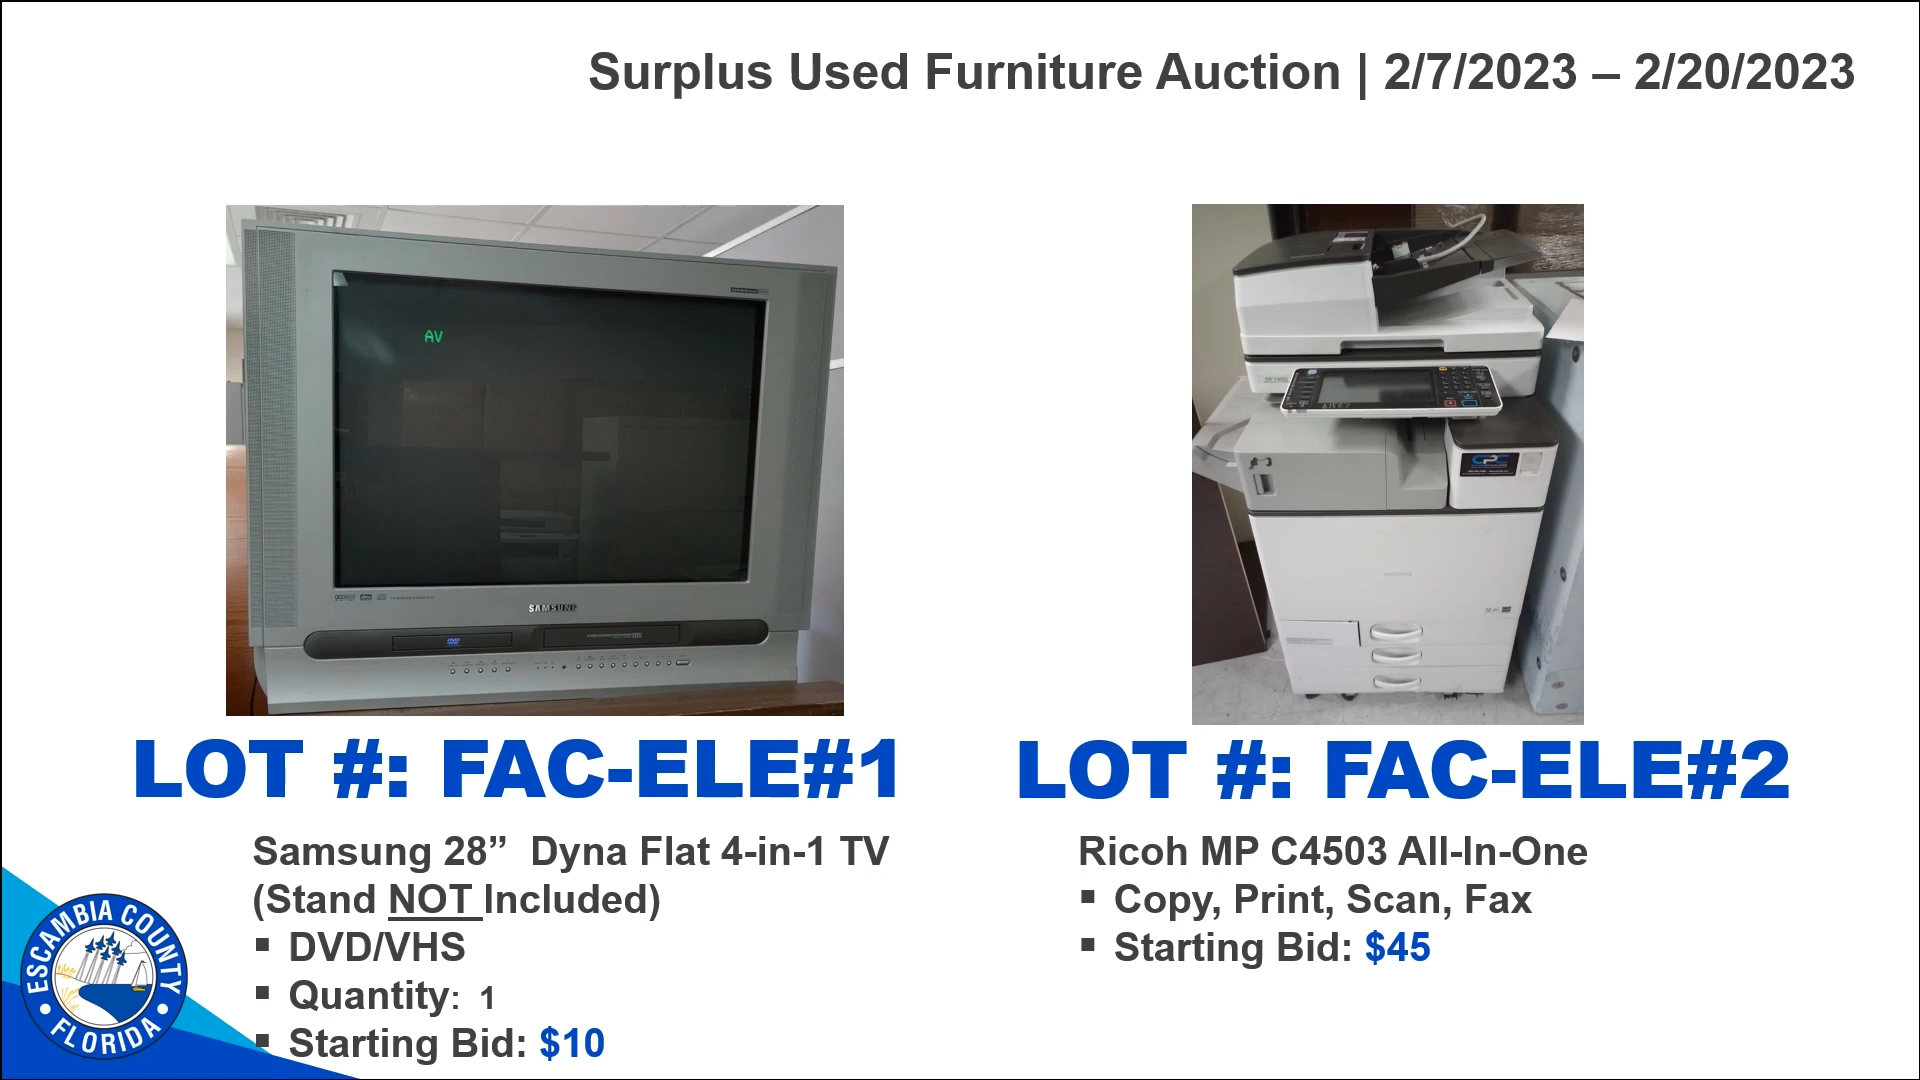 Surplus Used Furniture Auction | 2/7/2023 – 2/20/2023
AV
SAMSUNG
DVD
LOT #: FAC-ELE#1
Samsung 28” Dyna Flat 4-in-1 TV
(Stand NOT Included)
▪ DVD/VHS
▪ Quantity: 1
▪ Starting Bid: $10
LOT #: FAC-ELE#2
Ricoh MP C4503 All-In-One
▪ Copy, Print, Scan, Fax
▪ Starting Bid: $45
ESCAMBIA COUNTY
FLORIDA